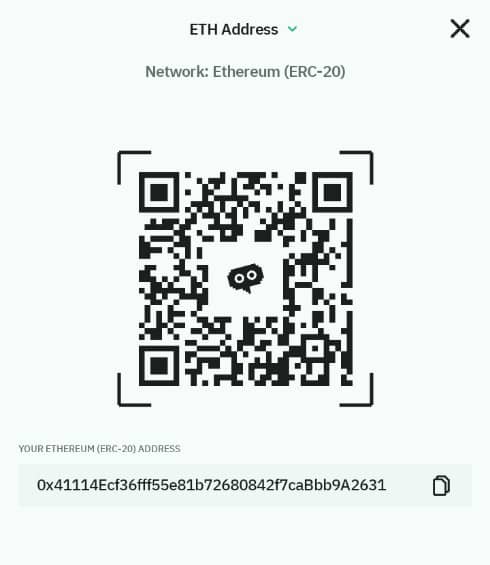 ETH Address
Network: Ethereum (ERC-20)
YOUR ETHEREUM (ERC-20) ADDRESS
0x41114Ecf36fff55e81b72680842f7caBbb9A2631